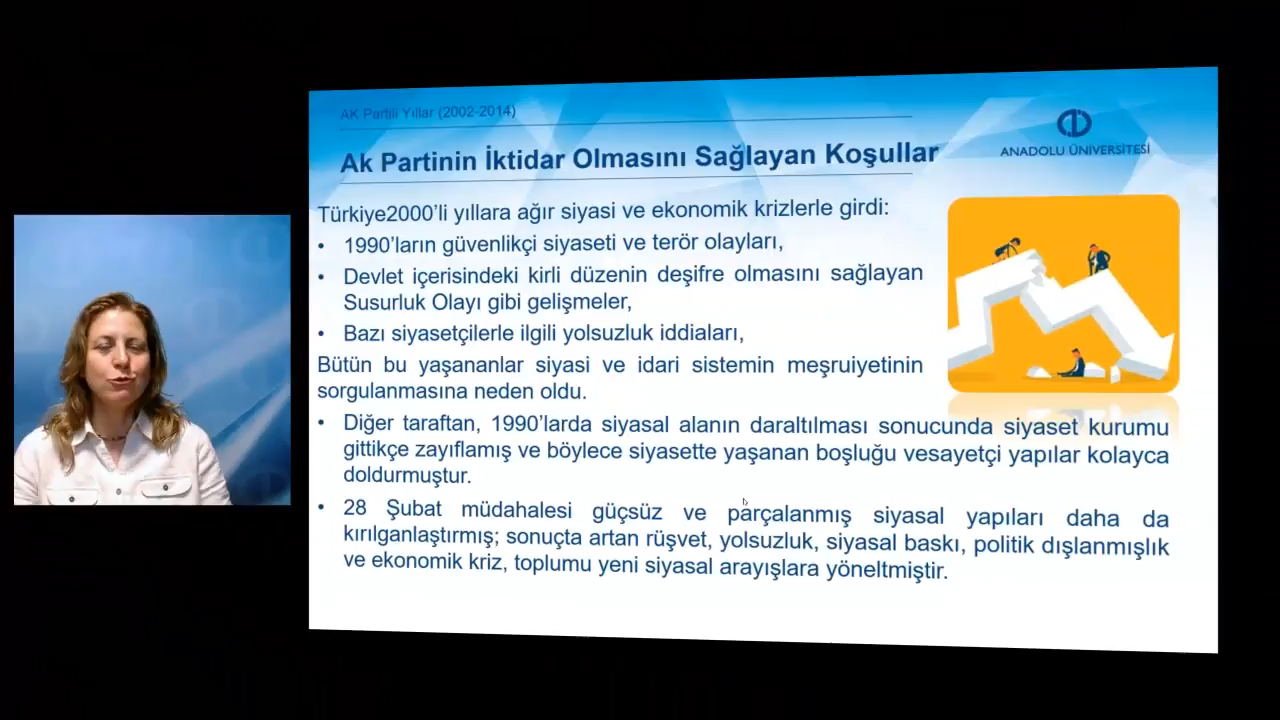 AK Partili Yıllar (2002-2014)
Ak Partinin İktidar Olmasını Sağlayan Koşullar
ANADOLU ÜNİVERSİTESİ
Türkiye2000'li yıllara ağır siyasi ve ekonomik krizlerle girdi:
• 1990'ların güvenlikçi siyaseti ve terör olayları,
• Devlet içerisindeki kirli düzenin deşifre olmasını sağlayan
Susurluk Olayı gibi gelişmeler,
• Bazı siyasetçilerle ilgili yolsuzluk iddiaları,
Bütün bu yaşananlar siyasi ve idari sistemin meşruiyetinin
sorgulanmasına neden oldu.
• Diğer taraftan, 1990'larda siyasal alanın daraltılması sonucunda siyaset kurumu
gittikçe zayıflamış ve böylece siyasette yaşanan boşluğu vesayetçi yapılar kolayca
doldurmuştur.
• 28 Şubat müdahalesi güçsüz ve parçalanmış siyasal yapıları daha da
kırılganlaştırmış; sonuçta artan rüşvet, yolsuzluk, siyasal baskı, politik dışlanmışlık
ve ekonomik kriz, toplumu yeni siyasal arayışlara yöneltmiştir.